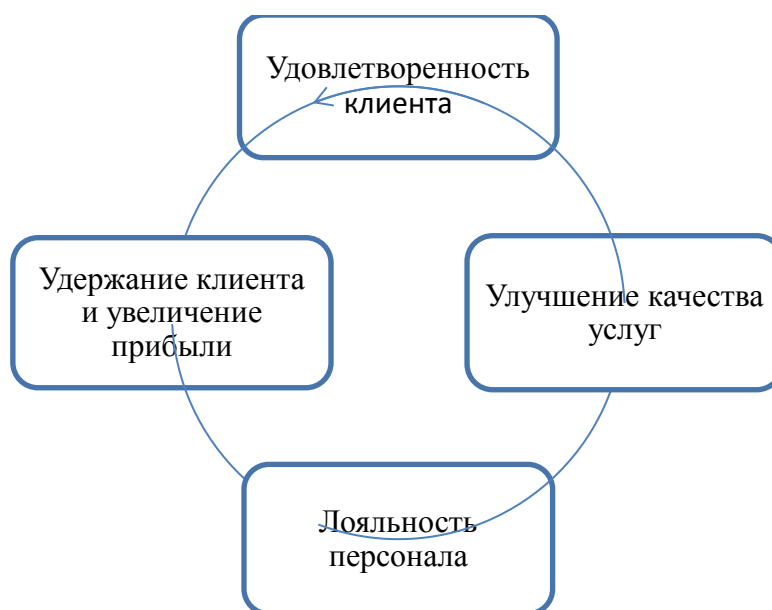 Удовлетворенность
клиента
Удержание клиента
и увеличение
прибыли
Улучшение качества
услуг
Лояльность
персонала